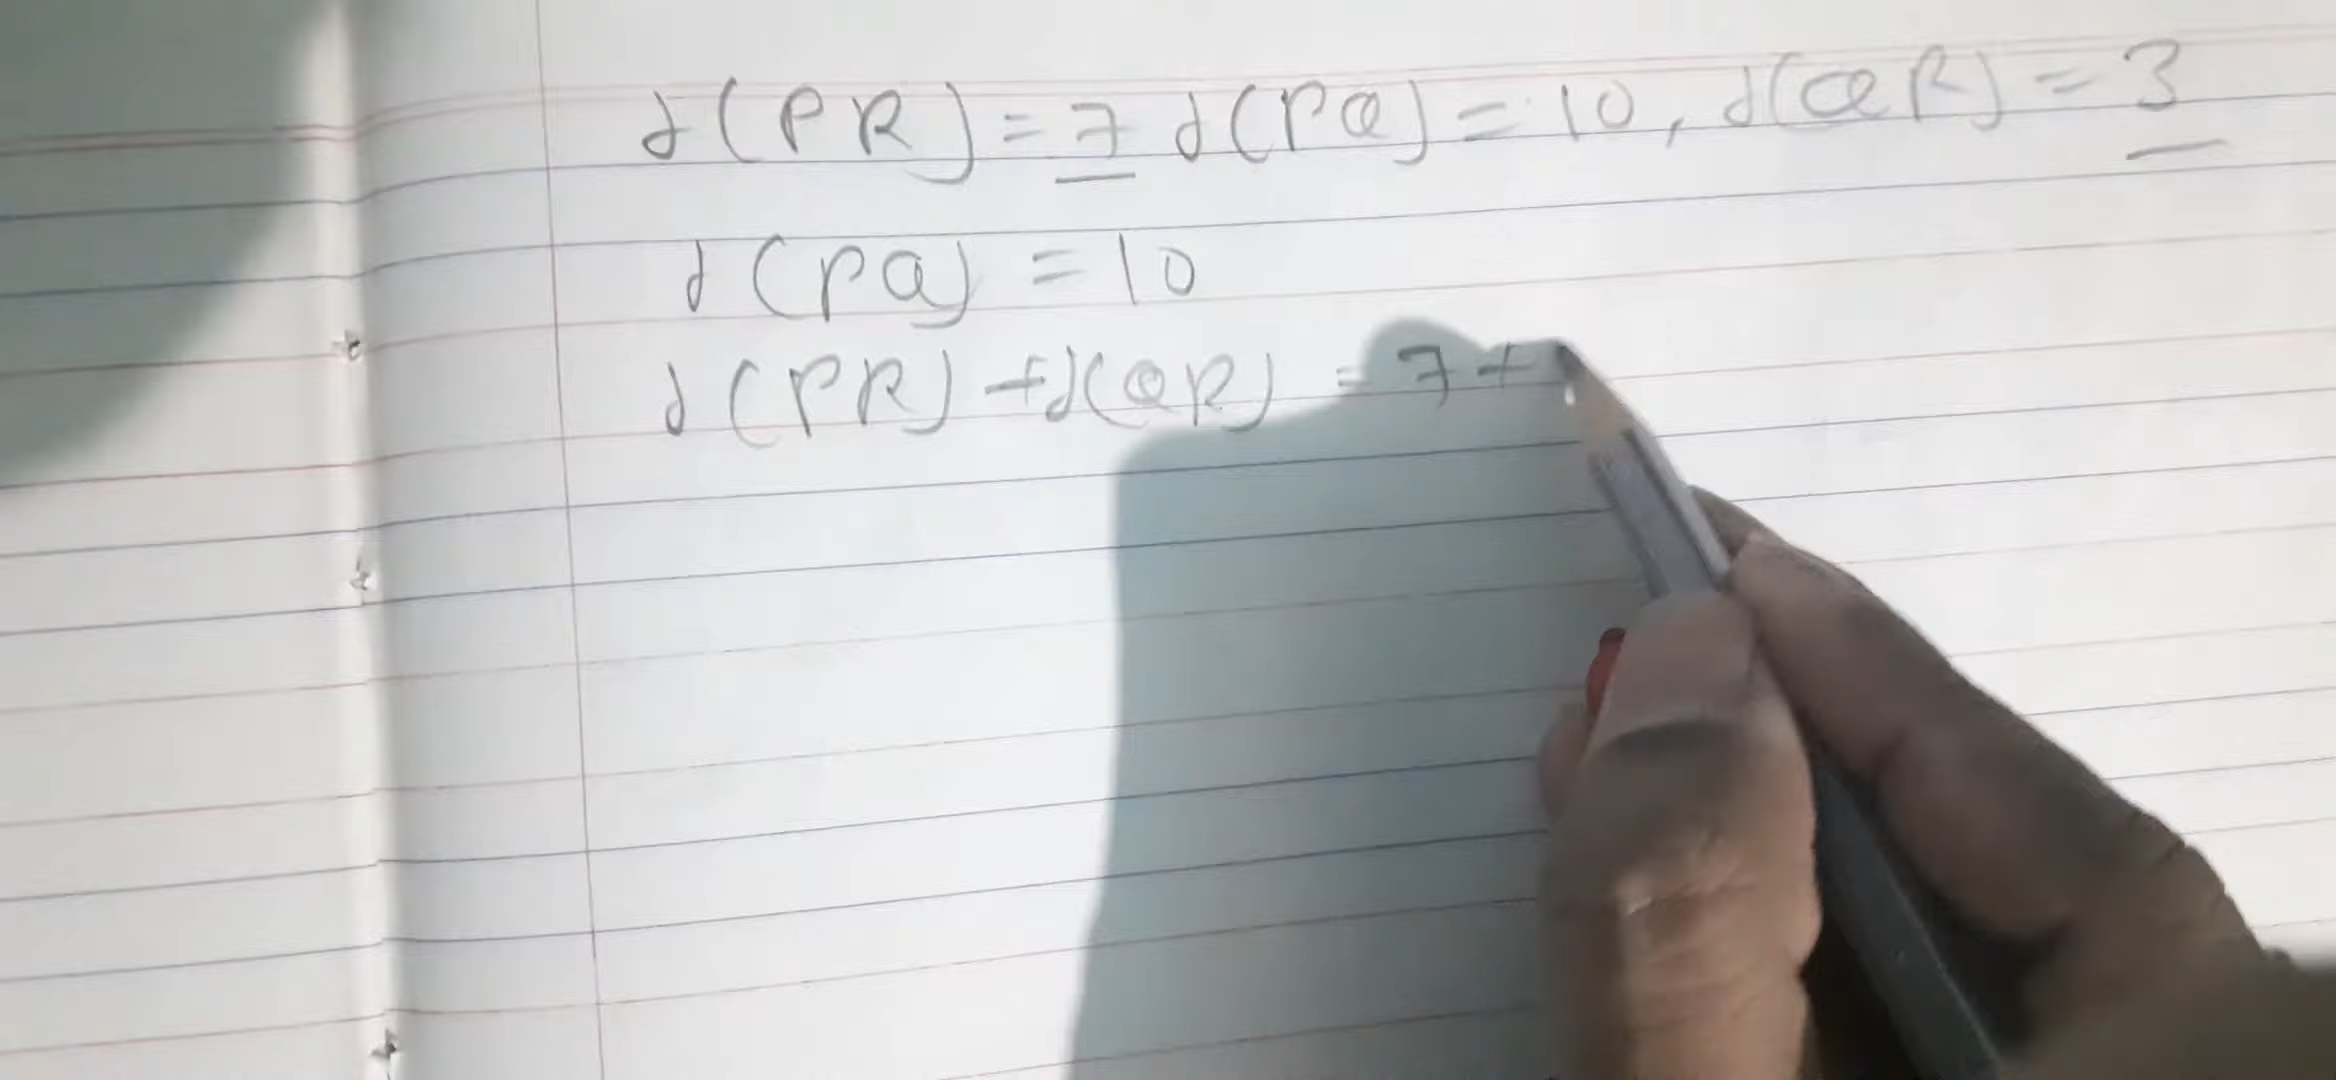 d(PR) = 7 d(PQ) = 10, d(QR) = 3
d(PQ) = 10
d(PR) + d(QR) = 7 +